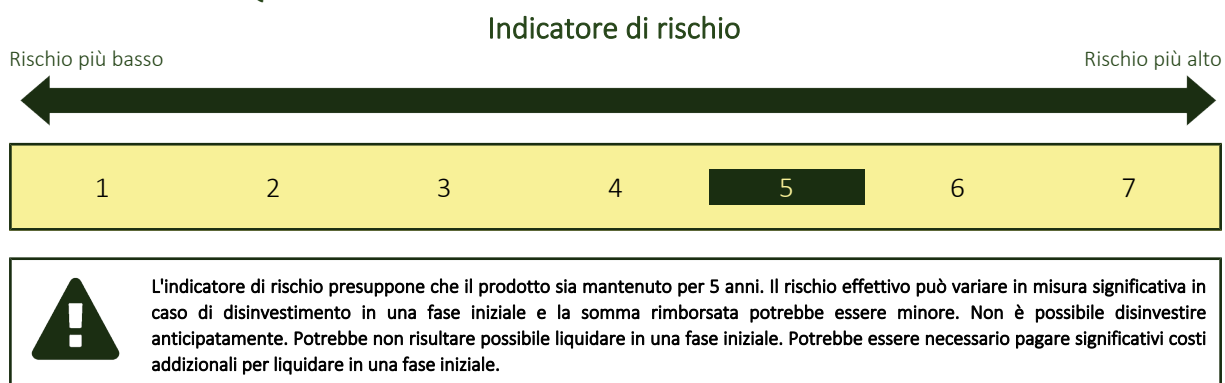 Indicatore di rischio
Rischio più basso
Rischio più alto
1 2 3 4 5 6 7
L'indicatore di rischio presuppone che il prodotto sia mantenuto per 5 anni. Il rischio effettivo può variare in misura significativa in
caso di disinvestimento in una fase iniziale e la somma rimborsata potrebbe essere minore. Non è possibile disinvestire
anticipatamente. Potrebbe non risultare possibile liquidare in una fase iniziale. Potrebbe essere necessario pagare significativi costi
addizionali per liquidare in una fase iniziale.